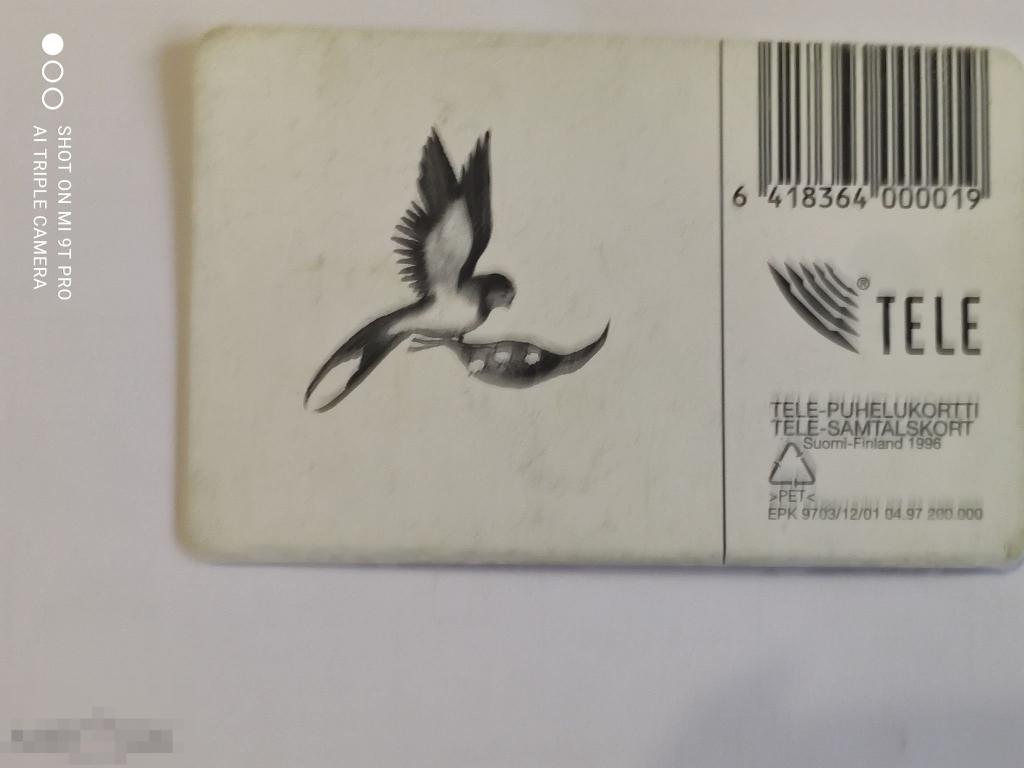 SHOT ON MI 9T PRO
AI TRIPLE CAMERA
6 418364 000019
® TELE
TELE-PUHELUKORTTI
TELE-SAMTALSKORT
Suomi-Finland 1996
>PET<
EPK 9703/12/01 04.97 200.000